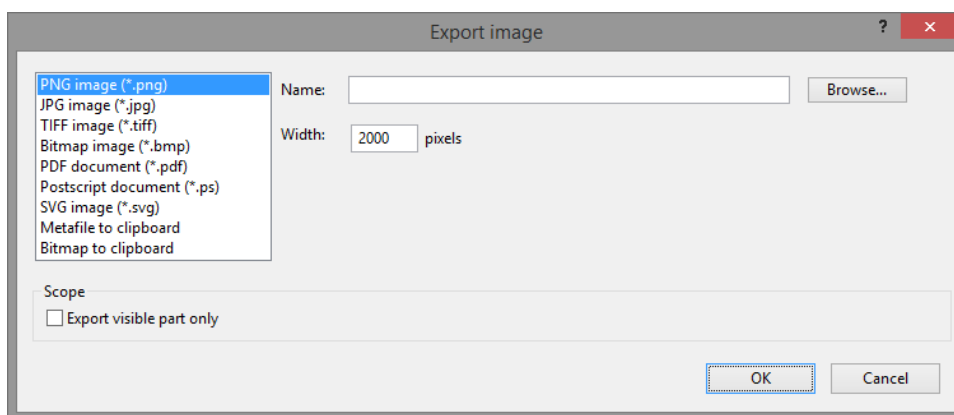 Export image
?
PNG image (*.png)
JPG image (*.jpg)
TIFF image (*.tiff)
Bitmap image (*.bmp)
PDF document (*.pdf)
Postscript document (*.ps)
SVG image (*.svg)
Metafile to clipboard
Bitmap to clipboard
Name:
Browse...
Width:
2000 pixels
Scope
Export visible part only
OK
Cancel